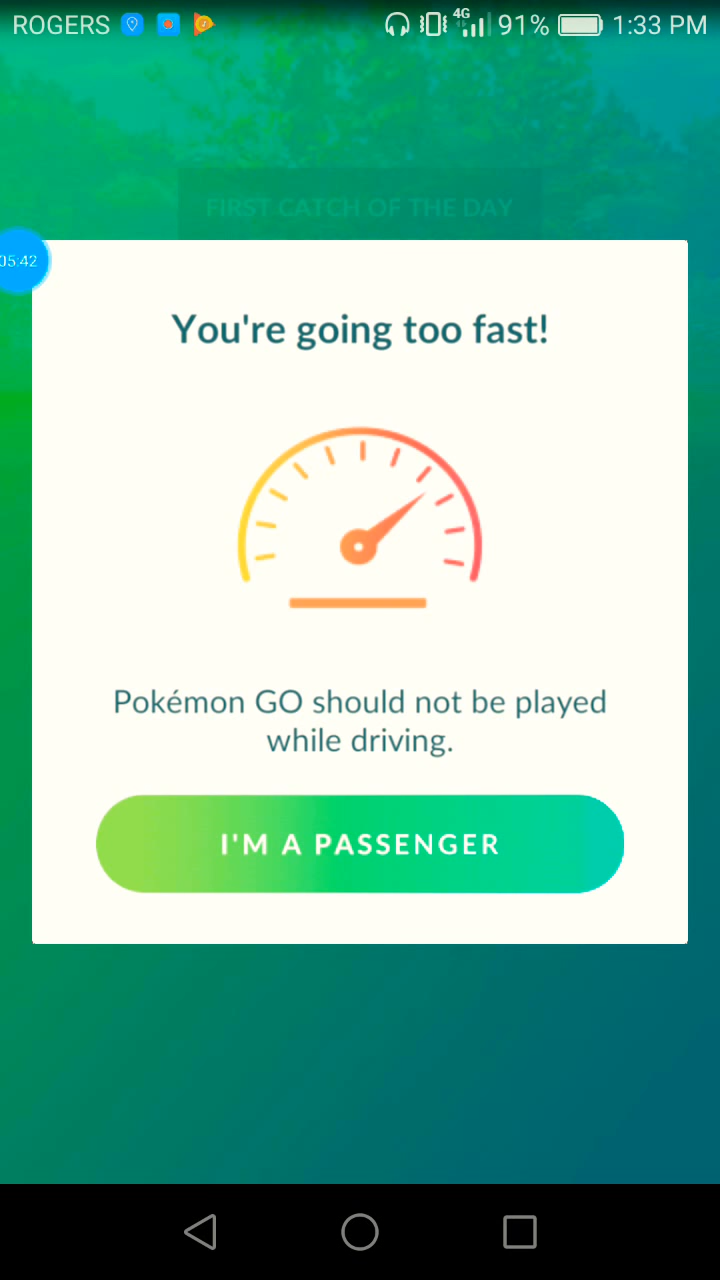 ROGERS 4G 91% 1:33 PM
FIRST CATCH OF THE DAY
05:42
You're going too fast!
Pokémon GO should not be played
while driving.
I'M A PASSENGER